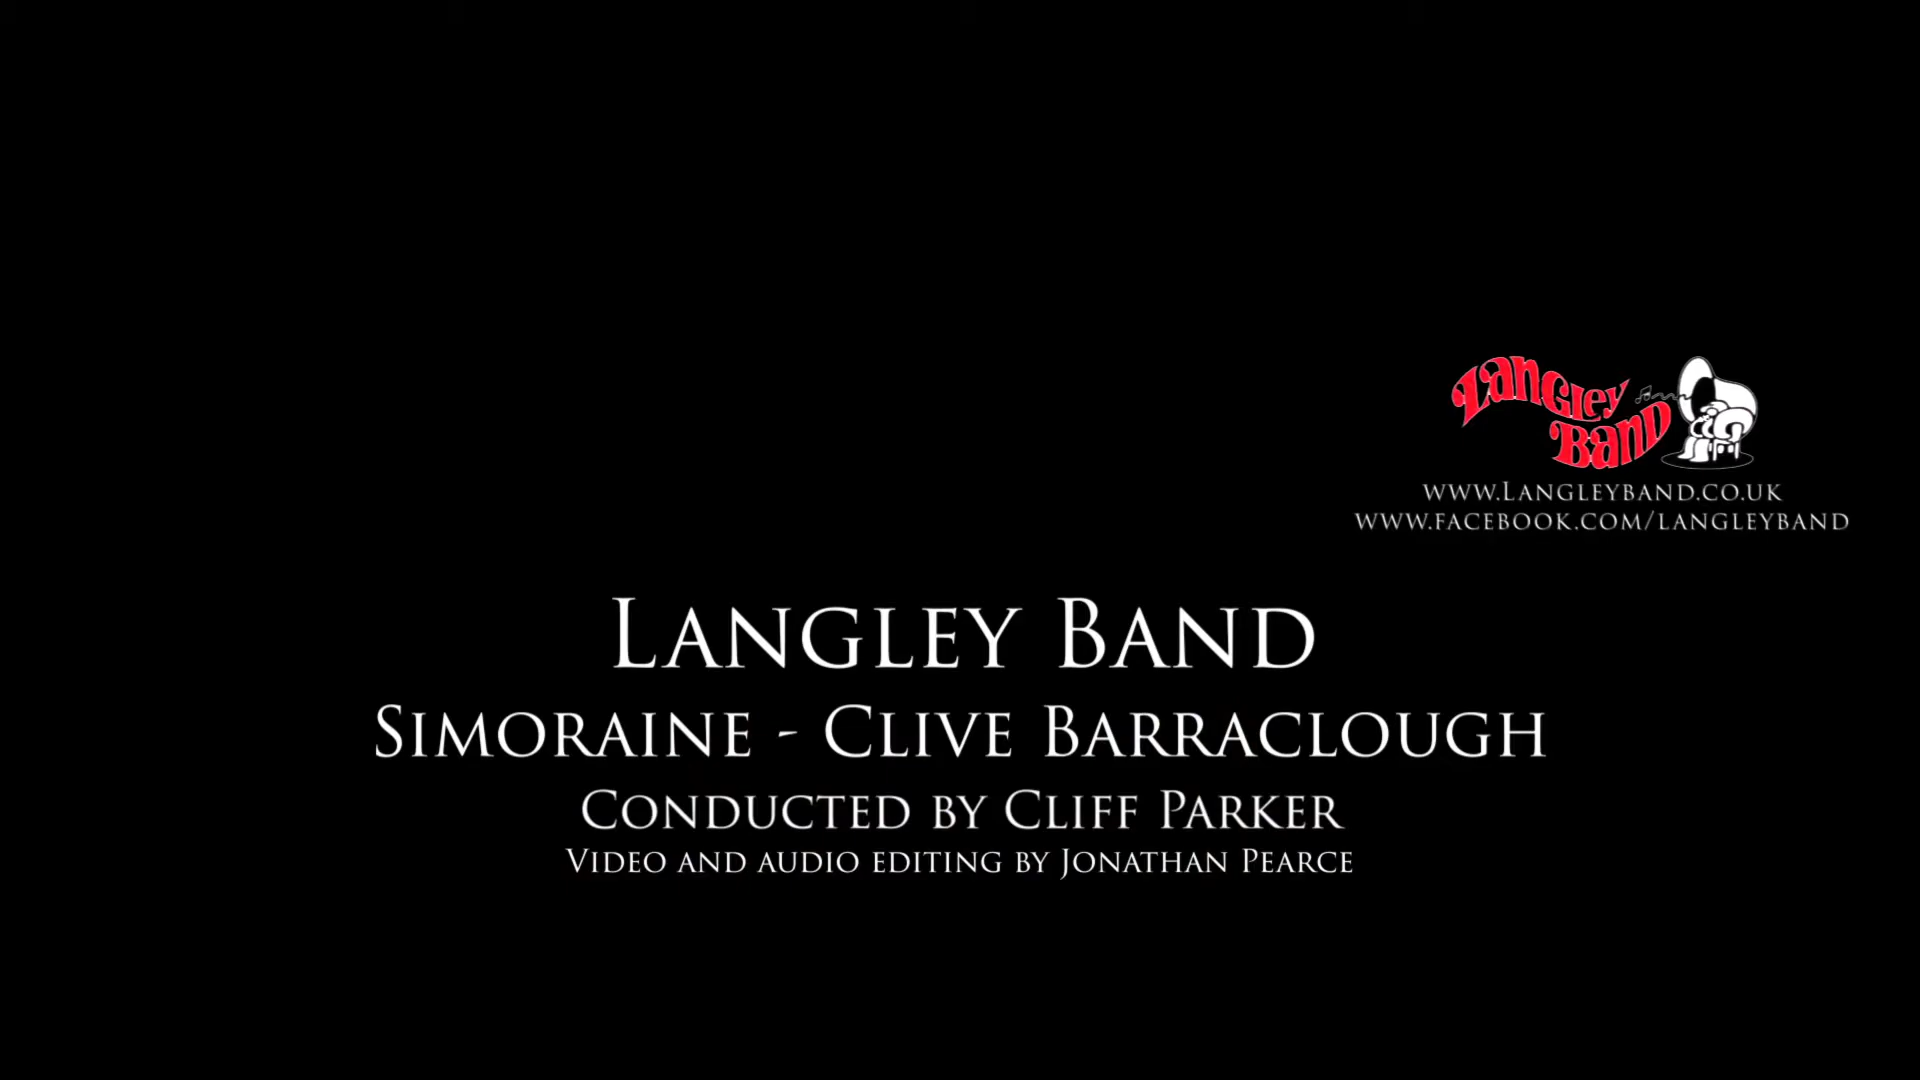 Langley
Band
www.Langleyband.co.uk
www.facebook.com/langleyband
Langley Band
Simoraine - Clive Barraclough
Conducted by Cliff Parker
Video and audio editing by Jonathan Pearce